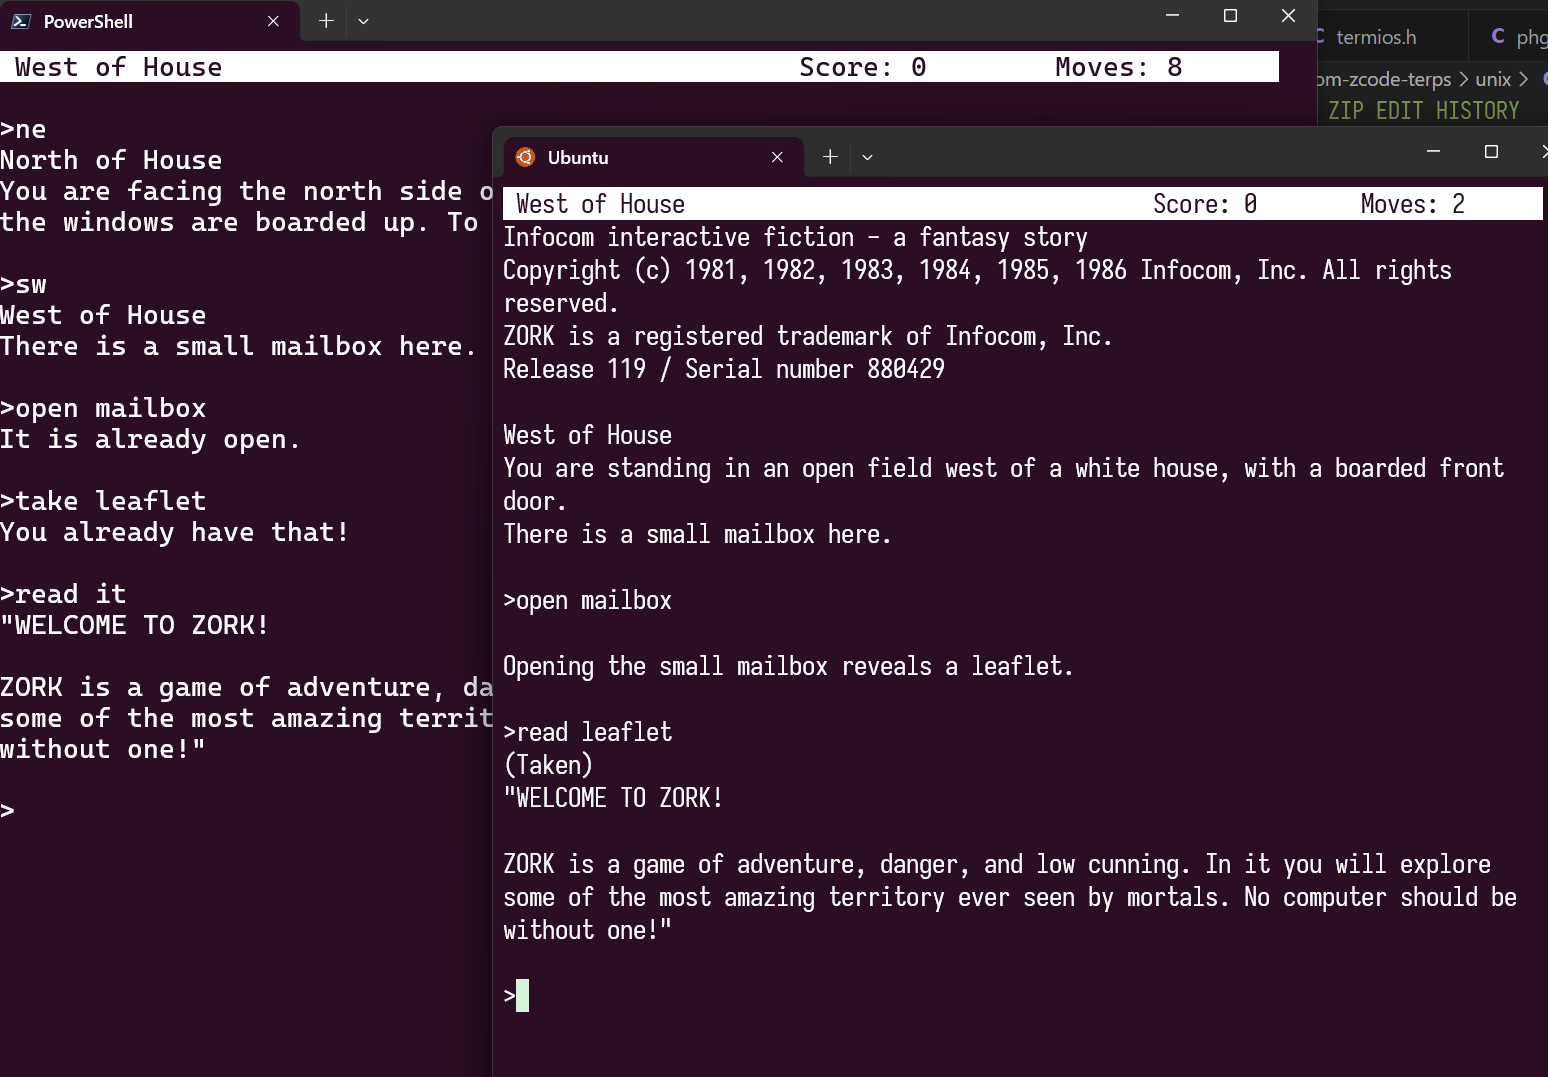 PowerShell
West of House Score: 0 Moves: 8
>ne
North of House
You are facing the north side
the windows are boarded up. To
>sw
West of House
There is a small mailbox here.
>open mailbox
It is already open.
>take leaflet
You already have that!
>read it
"WELCOME TO ZORK!
ZORK is a game of adventure, da
some of the most amazing territ
without one!"
>
termios.h
C phg
om-zcode-terps > unix >
ZIP EDIT HISTORY
Ubuntu
West of House Score: 0 Moves: 2
Infocom interactive fiction - a fantasy story
Copyright (c) 1981, 1982, 1983, 1984, 1985, 1986 Infocom, Inc. All rights
reserved.
ZORK is a registered trademark of Infocom, Inc.
Release 119 / Serial number 880429
West of House
You are standing in an open field west of a white house, with a boarded front
door.
There is a small mailbox here.
>open mailbox
Opening the small mailbox reveals a leaflet.
>read leaflet
(Taken)
"WELCOME TO ZORK!
ZORK is a game of adventure, danger, and low cunning. In it you will explore
some of the most amazing territory ever seen by mortals. No computer should be
without one!"
>